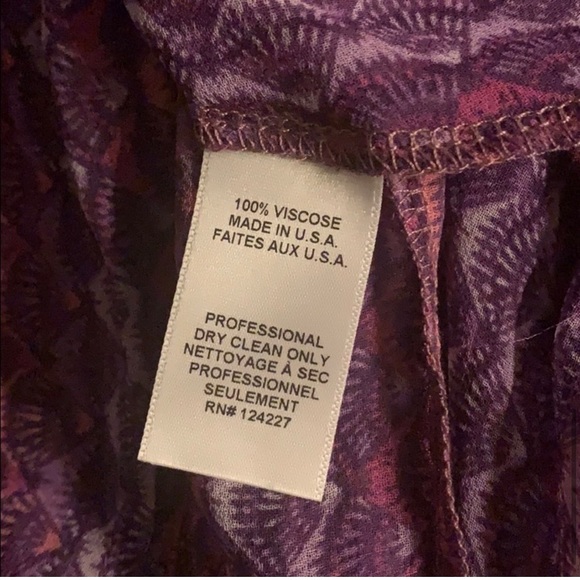 100% VISCOSE
MADE IN U.S.A.
FAITES AUX U.S.A.
PROFESSIONAL
DRY CLEAN ONLY
NETTOYAGE À SEC
PROFESSIONNEL
SEULEMENT
RN# 124227